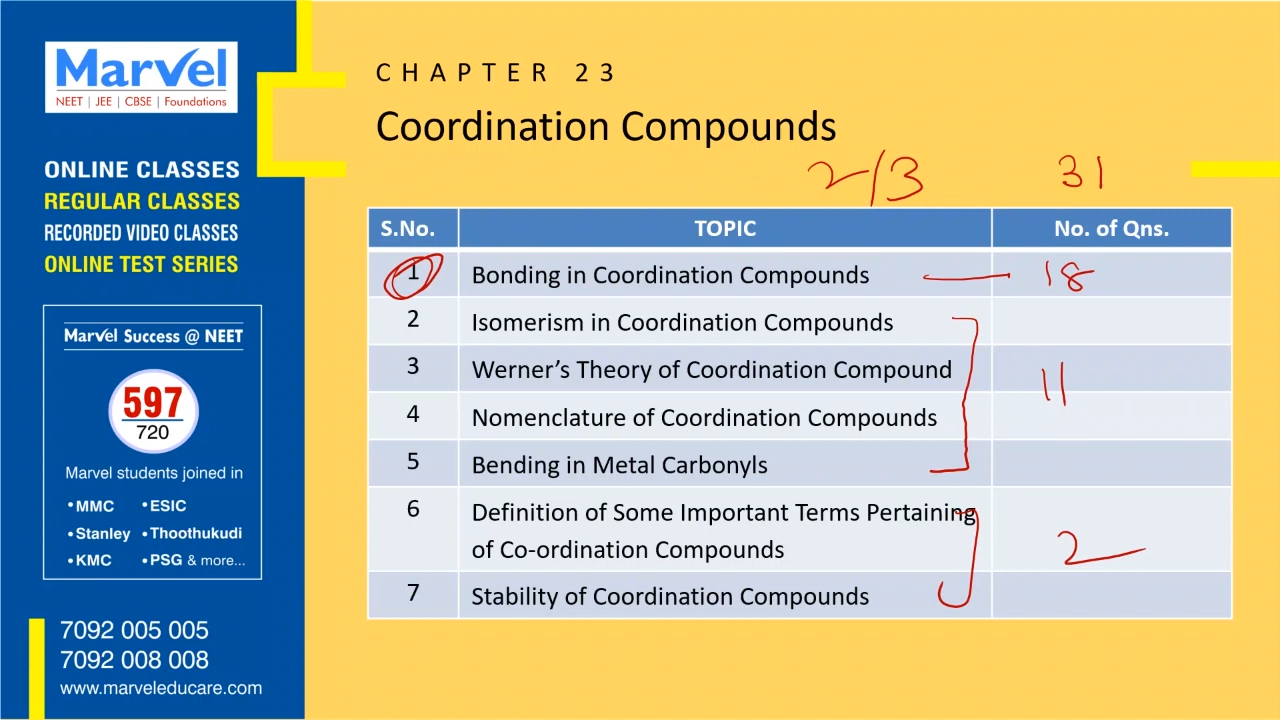 Marvel
NEET | JEE | CBSE | Foundations
ONLINE CLASSES
REGULAR CLASSES
RECORDED VIDEO CLASSES
ONLINE TEST SERIES
Marvel Success @ NEET
597
720
Marvel students joined in
• MMC • ESIC
• Stanley • Thoothukudi
• KMC • PSG & more...
7092 005 005
7092 008 008
www.marveleducare.com
CHAPTER 23
Coordination Compounds
2/3 31
S.No. TOPIC No. of Qns.
1 Bonding in Coordination Compounds 18
2 Isomerism in Coordination Compounds
3 Werner's Theory of Coordination Compound
11
4 Nomenclature of Coordination Compounds
5 Bending in Metal Carbonyls
6 Definition of Some Important Terms Pertaining
of Co-ordination Compounds 2
7 Stability of Coordination Compounds